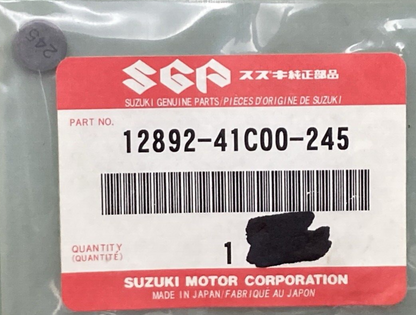 245
SGP スズキ純正部品
SUZUKI GENUINE PARTS/PIECES D'ORIGINE DE SUZUKI
PART NO.
12892-41C00-245
QUANTITY
(QUANTITÉ)
1
SUZUKI MOTOR CORPORATION
MADE IN JAPAN/FABRIQUE AU JAPON